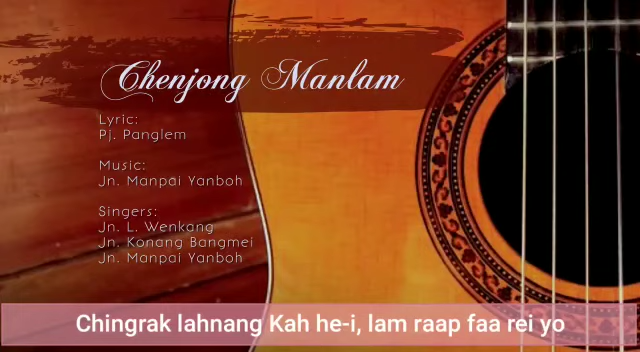 Chenjong Manlam
Lyric:
Pj. Panglem
Music:
Jn. Manpai Yanboh
Singers:
Jn. L. Wenkang
Jn. Konang Bangmei
Jn. Manpai Yanboh
Chingrak lahnang Kah he-i, lam raap faa rei yo